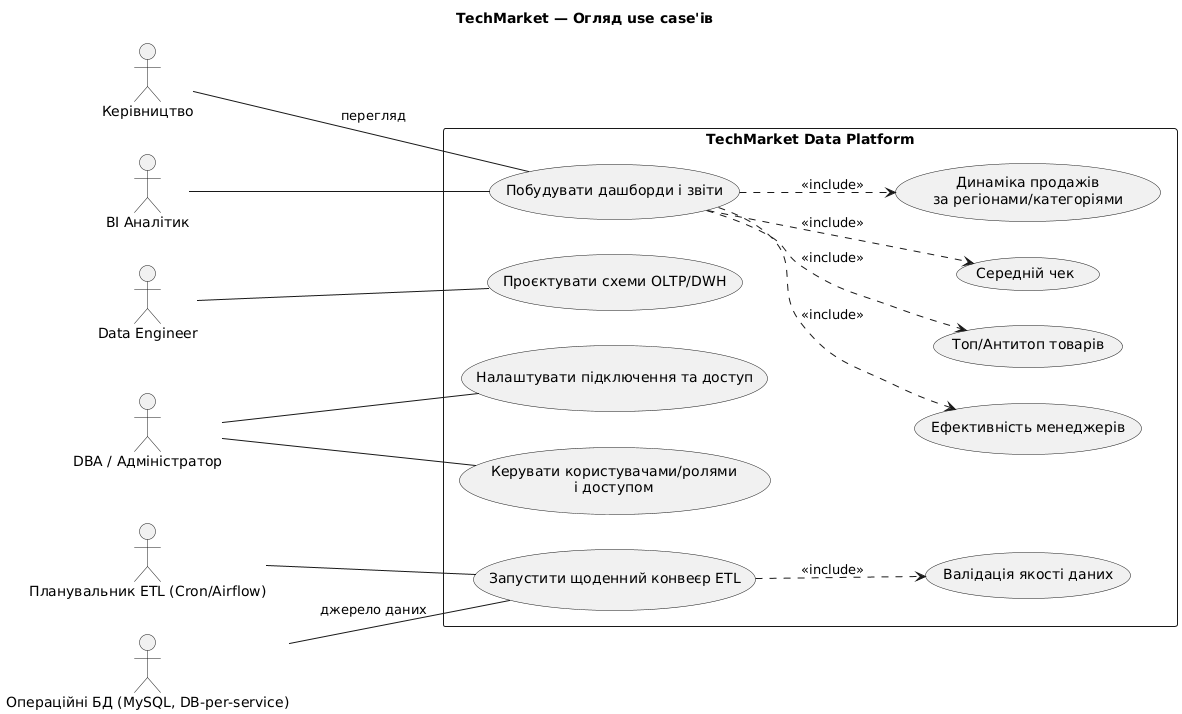 TechMarket — Огляд use case'ів
Керівництво
перегляд
TechMarket Data Platform
BI Аналітик
Побудувати дашборди і звіти
«include»
Динаміка продажів
за регіонами/категоріями
«include»
Середній чек
«include»
Data Engineer
Проєктувати схеми OLTP/DWH
«include»
Топ/Антитоп товарів
DBA / Адміністратор
Налаштувати підключення та доступ
Ефективність менеджерів
Керувати користувачами/ролями
і доступом
Планувальник ETL (Cron/Airflow)
Запустити щоденний конвеєр ETL
«include»
Валідація якості даних
джерело даних
Операційні БД (MySQL, DB-per-service)